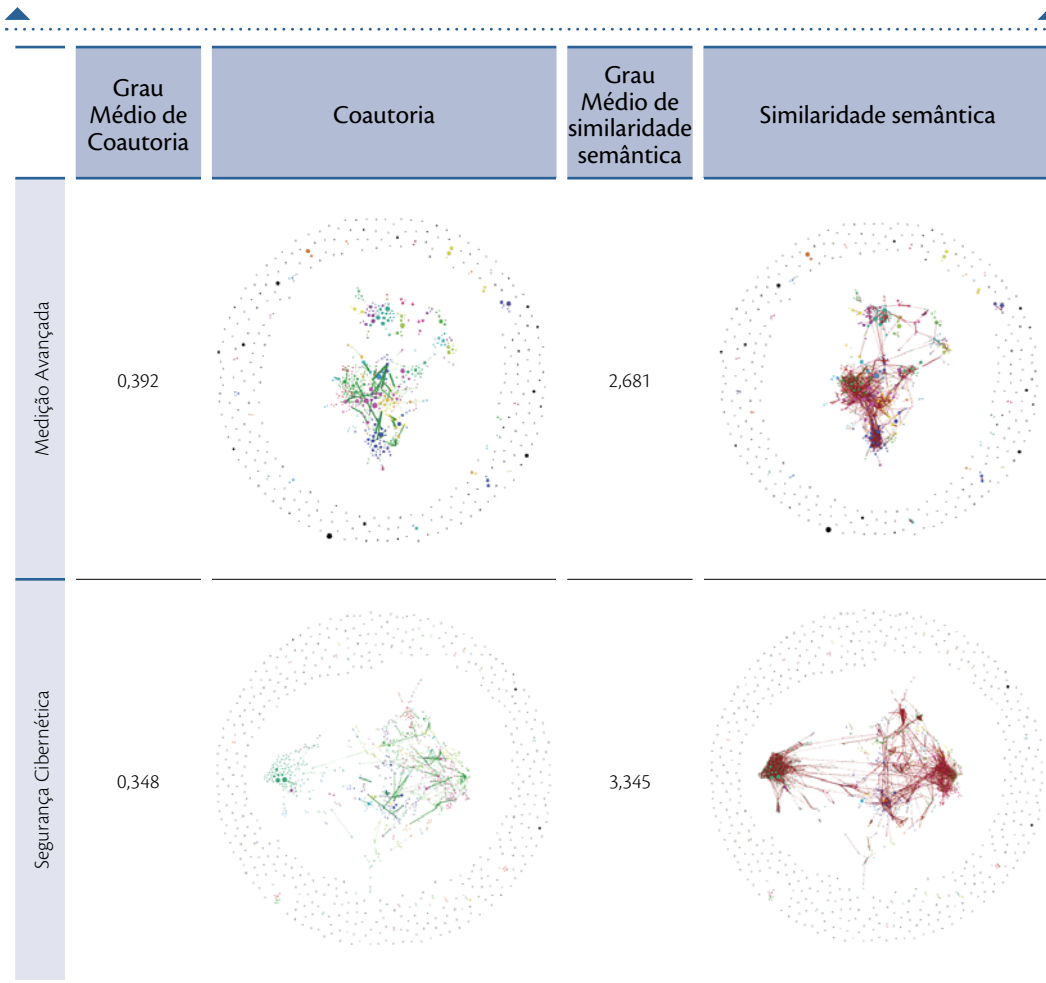 Grau
Médio de
Coautoria
Coautoria
Grau
Médio de
similaridade
semântica
Similaridade semântica
Medição Avançada
0,392
2,681
Segurança Cibernética
0,348
3,345